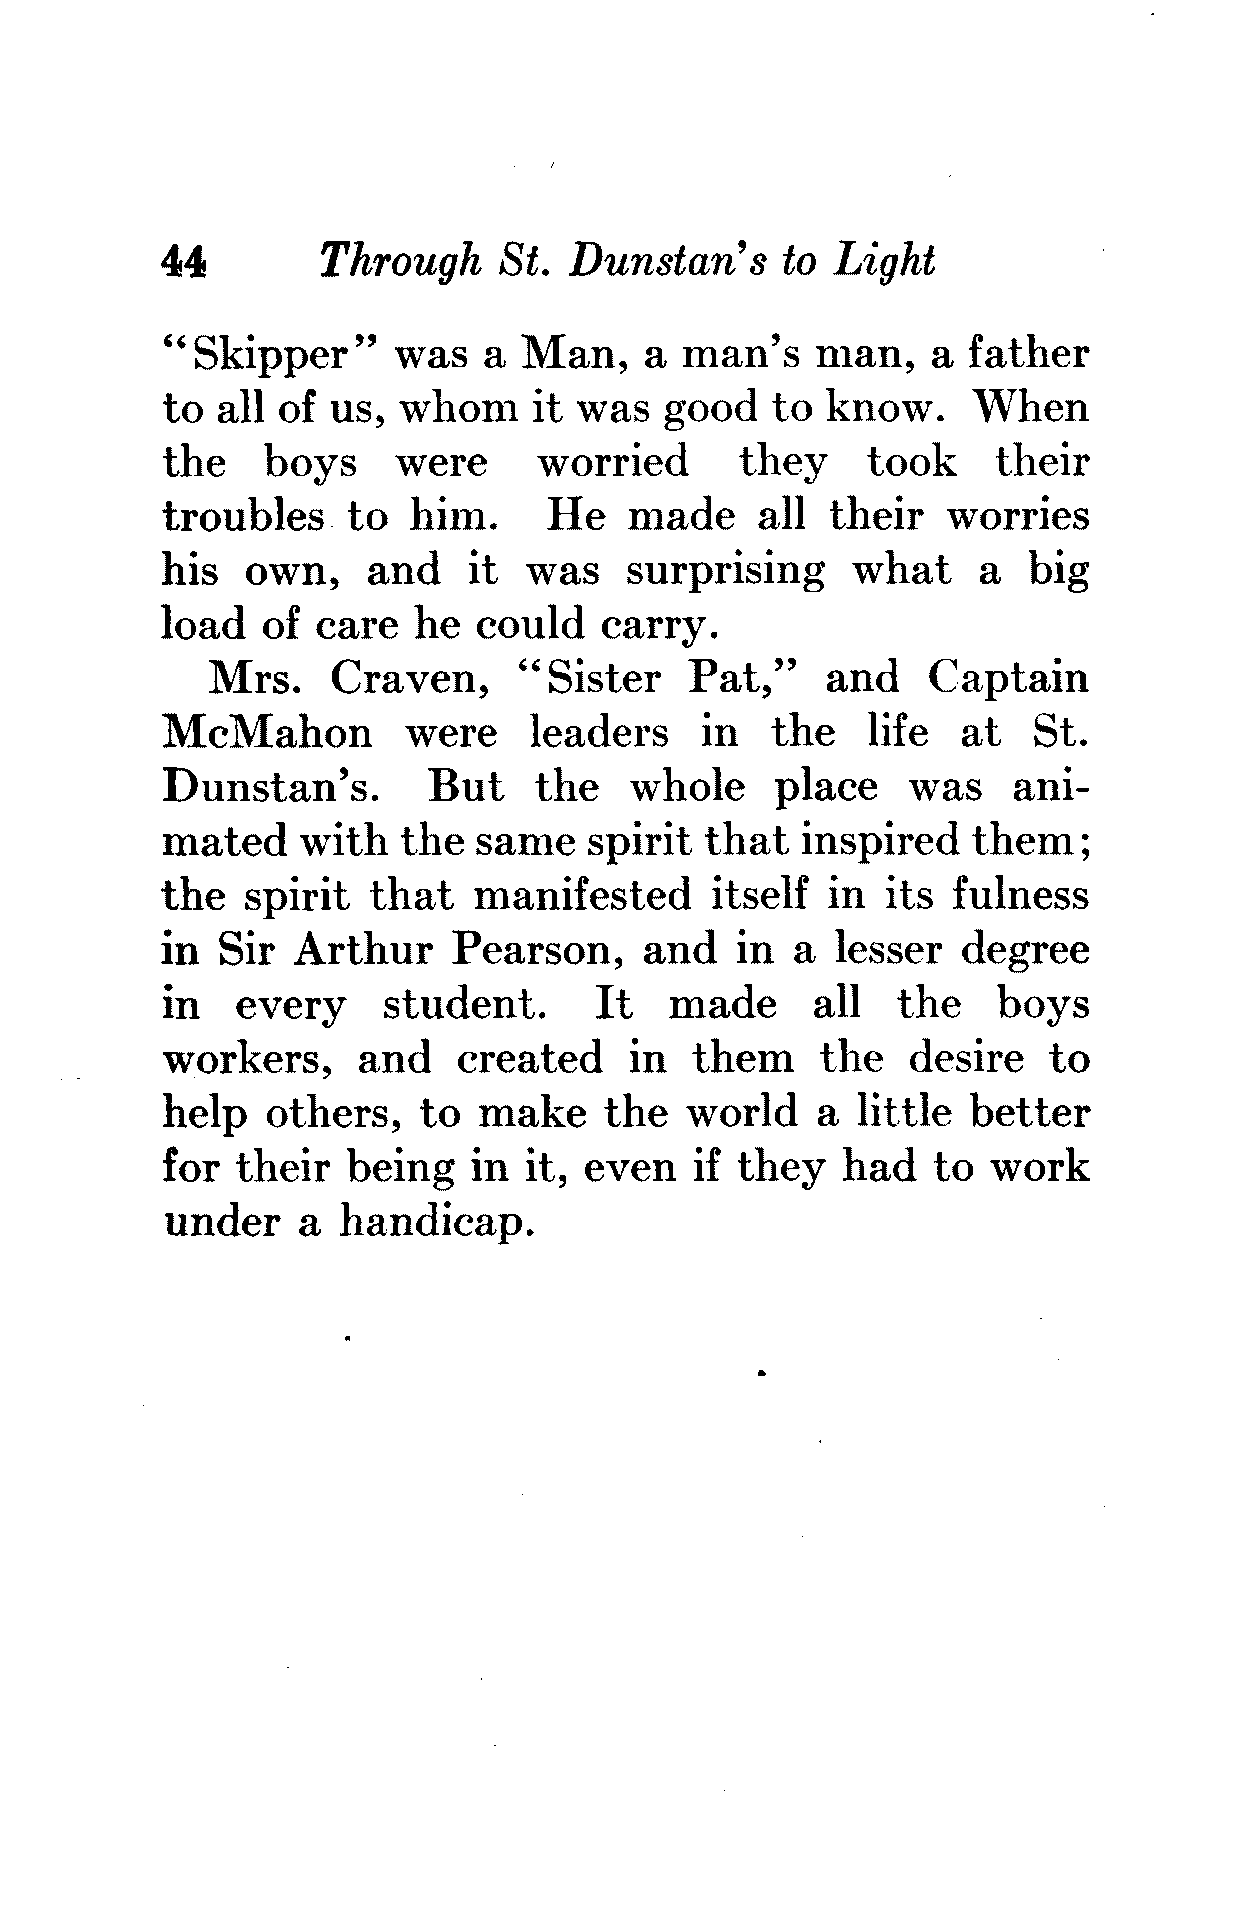 44 Through St. Dunstan's to Light
"Skipper" was a Man, a man's man, a father
to all of us, whom it was good to know. When
the boys were worried they took their
troubles to him. He made all their worries
his own, and it was surprising what a big
load of care he could carry.
Mrs. Craven, "Sister Pat," and Captain
McMahon were leaders in the life at St.
Dunstan's. But the whole place was ani-
mated with the same spirit that inspired them;
the spirit that manifested itself in its fulness
in Sir Arthur Pearson, and in a lesser degree
in every student. It made all the boys
workers, and created in them the desire to
help others, to make the world a little better
for their being in it, even if they had to work
under a handicap.